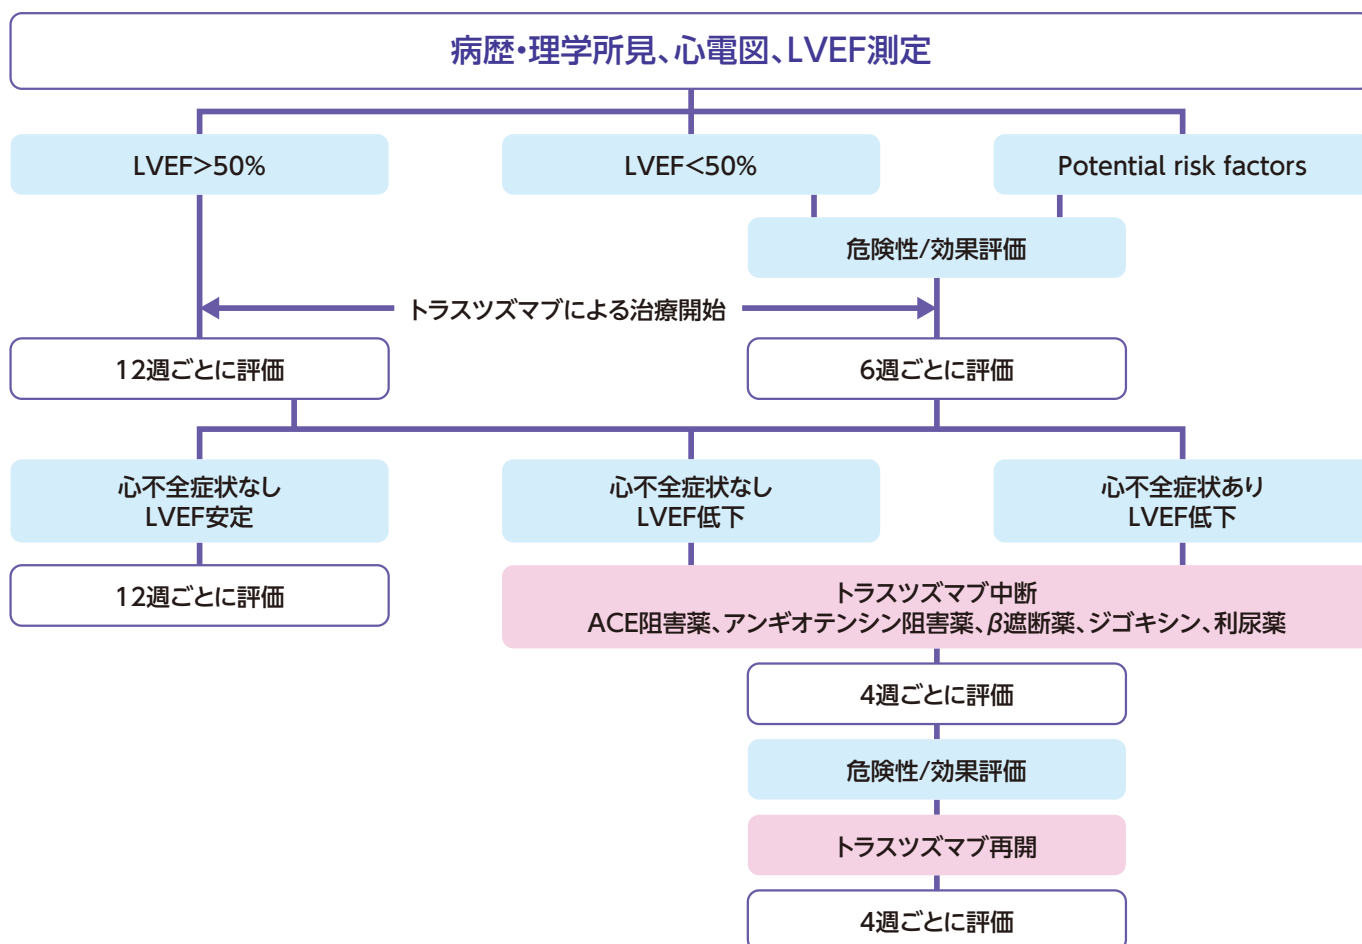 病歴・理学所見、心電図、LVEF測定
LVEF>50%
LVEF<50%
Potential risk factors
危険性/効果評価
トラスツズマブによる治療開始
12週ごとに評価
6週ごとに評価
心不全症状なし
LVEF安定
心不全症状なし
LVEF低下
心不全症状あり
LVEF低下
12週ごとに評価
トラスツズマブ中断
ACE阻害薬、アンギオテンシン阻害薬、β遮断薬、ジゴキシン、利尿薬
4週ごとに評価
危険性/効果評価
トラスツズマブ再開
4週ごとに評価